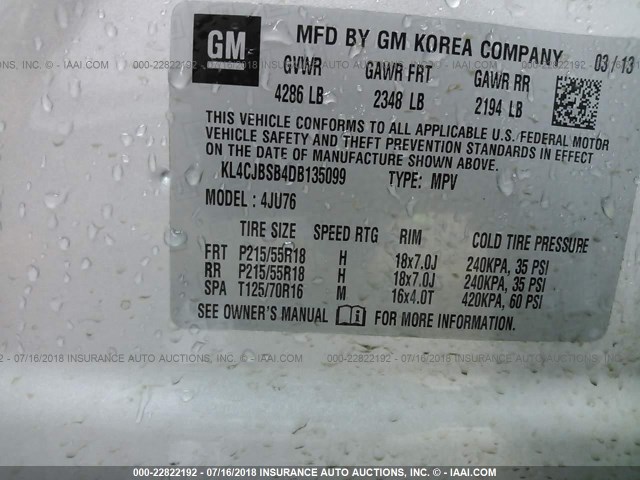 GM
MFD BY GM KOREA COMPANY 03/13
GVWR GAWR FRT GAWR RR
4286 LB 2348 LB 2194 LB
THIS VEHICLE CONFORMS TO ALL APPLICABLE U.S. FEDERAL MOTOR
VEHICLE SAFETY AND THEFT PREVENTION STANDARDS IN EFFECT
ON THE DATE OF MANUFACTURE SHOWN ABOVE.
KL4CJBSB4DB135099 TYPE: MPV
MODEL : 4JU76
TIRE SIZE SPEED RTG RIM COLD TIRE PRESSURE
FRT P215/55R18 H 18x7.0J 240KPA, 35 PSI
RR P215/55R18 H 18x7.0J 240KPA, 35 PSI
SPA T125/70R16 M 16x4.0T 420KPA, 60 PSI
SEE OWNER'S MANUAL FOR MORE INFORMATION.
000-22822192 - 07/16/2018 INSURANCE AUTO AUCTIONS, INC. - © IAAI.COM